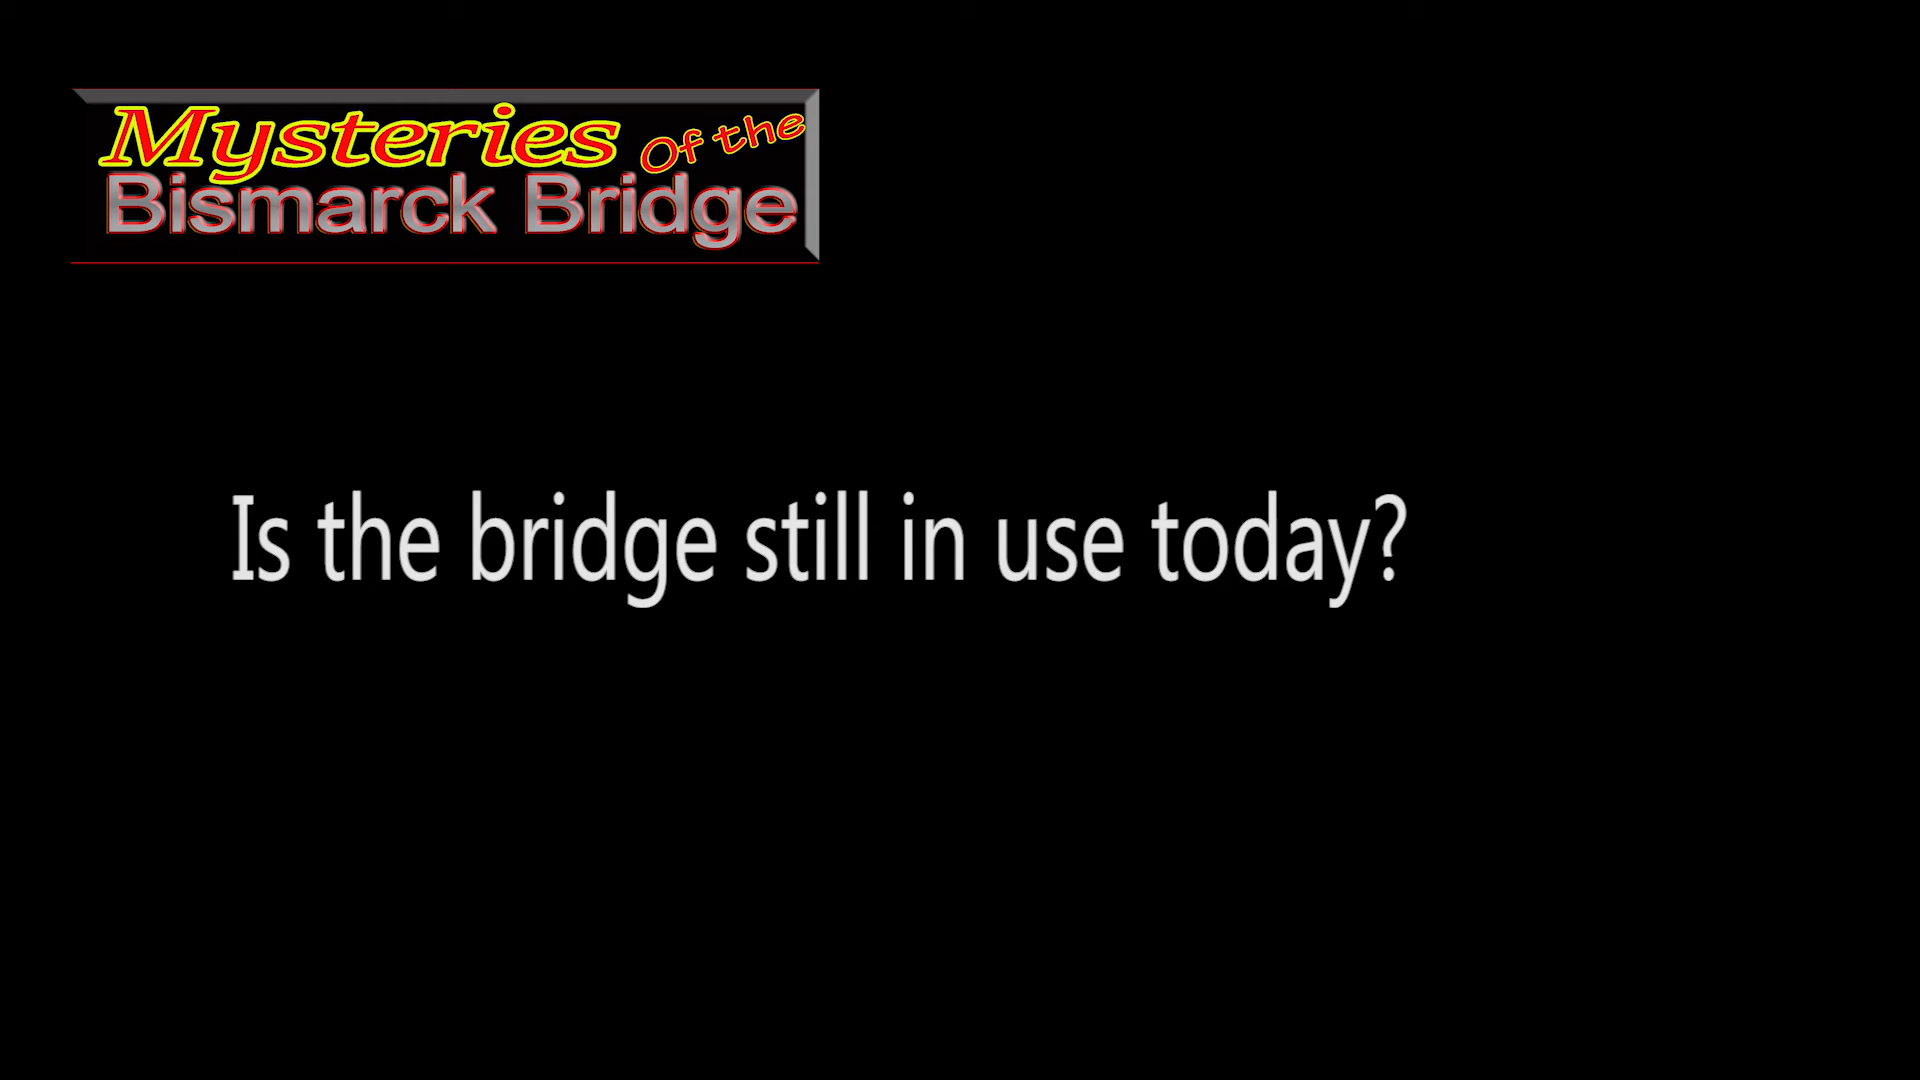 Mysteries Of the
Bismarck Bridge
Is the bridge still in use today?